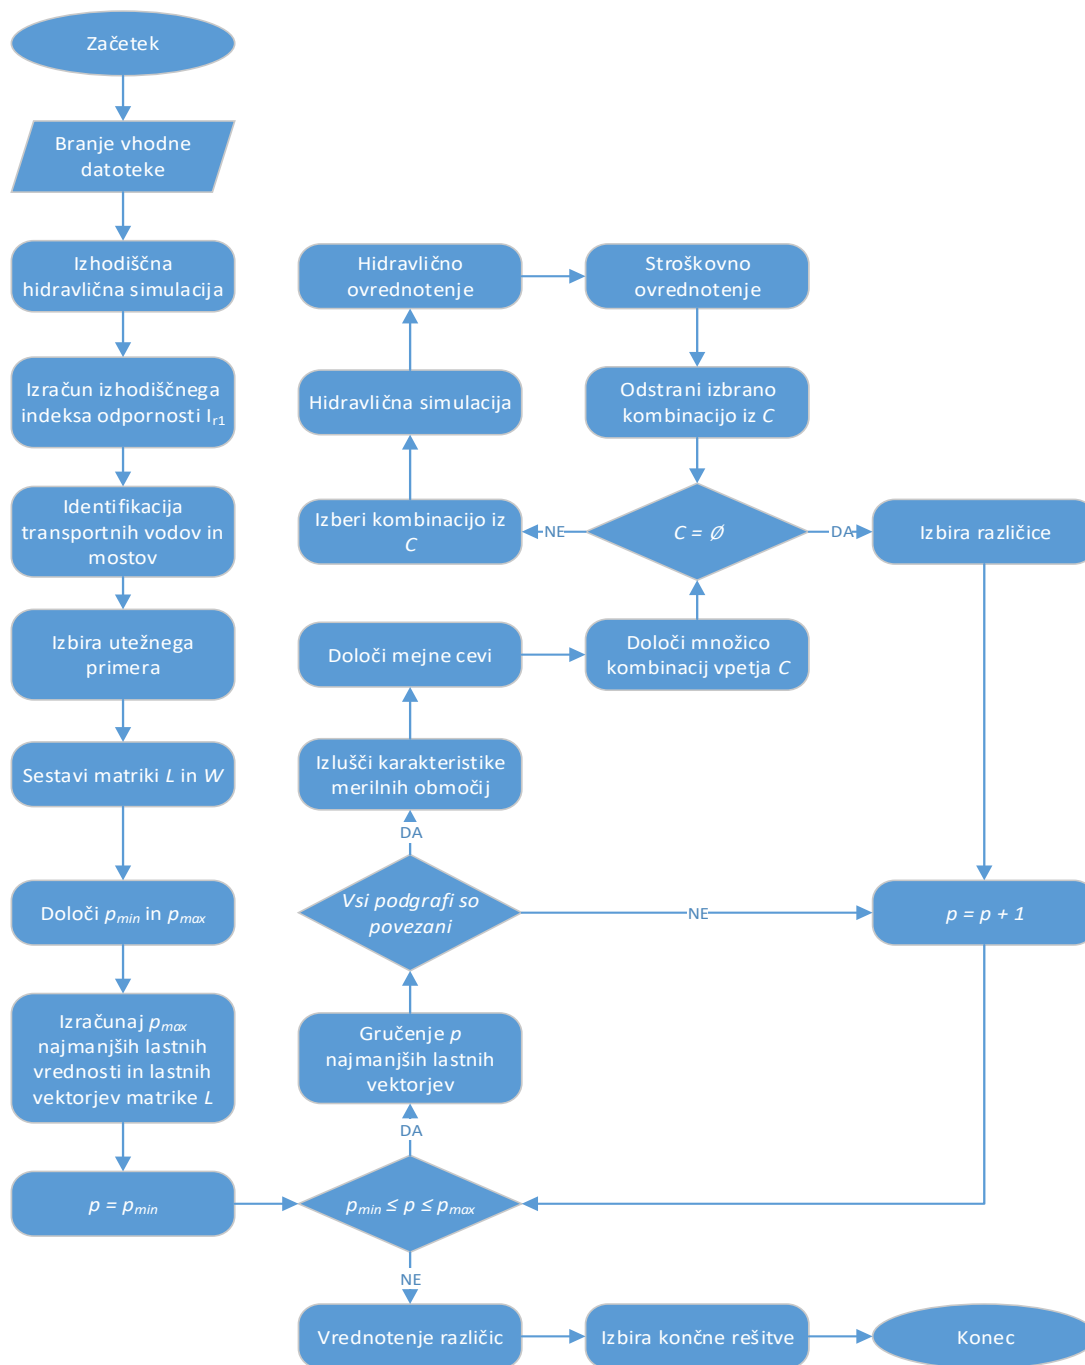 Začetek
Branje vhodne
datoteke
Izhodiščna
hidravlična simulacija
Izračun izhodiščnega
indeksa odpornosti Ir1
Identifikacija
transportnih vodov in
mostov
Izbira utežnega
primera
Sestavi matriki L in W
Določi pmin in pmax
Izračunaj pmax
najmanjših lastnih
vrednosti in lastnih
vektorjev matrike L
p = pmin
Hidravlično
ovrednotenje
Stroškovno
ovrednotenje
Hidravlična simulacija
Odstrani izbrano
kombinacijo iz C
Izberi kombinacijo iz
C
NE
C = Ø
DA
Izbira različice
Določi mejne cevi
Določi množico
kombinacij vpetja C
Izlušči karakteristike
merilnih območij
DA
Vsi podgrafi so
povezani
NE
p = p + 1
Gručenje p
najmanjših lastnih
vektorjev
DA
pmin ≤ p ≤ pmax
NE
Vrednotenje različic
Izbira končne rešitve
Konec